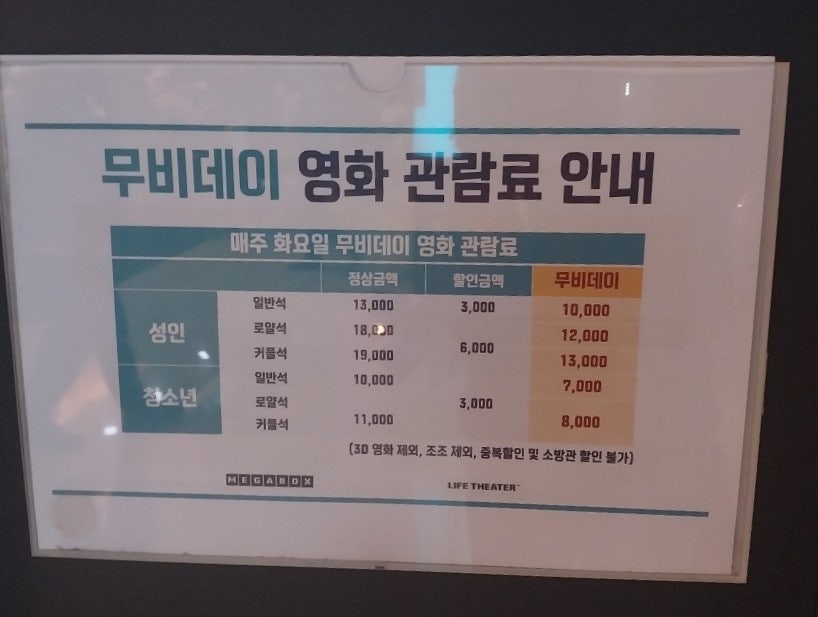 무비데이 영화 관람료 안내
매주 화요일 무비데이 영화 관람료
정상금액 할인금액 무비데이
성인 일반석 13,000 3,000 10,000
로얄석 18,000 6,000 12,000
커플석 19,000 13,000
청소년 일반석 10,000 3,000 7,000
로얄석 11,000 8,000
커플석
(3D 영화 제외, 조조 제외, 중복할인 및 소방관 할인 불가)
MEGABOX LIFE THEATER™